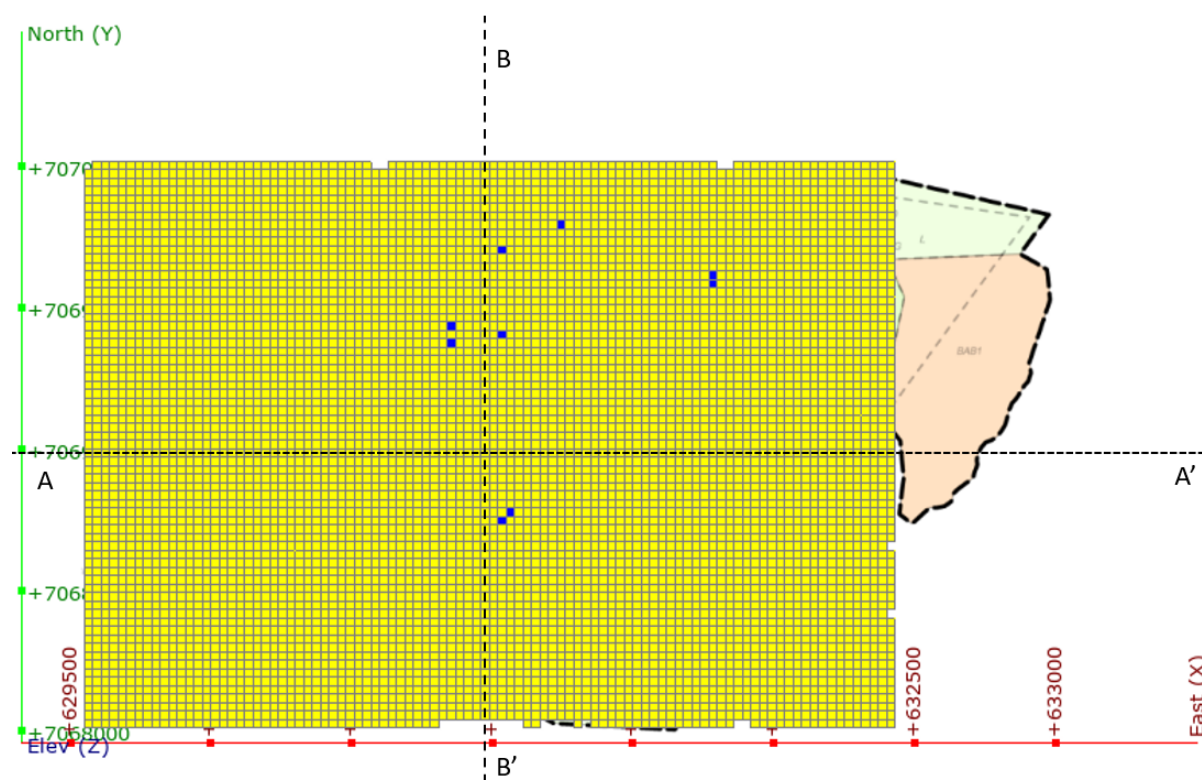 B
North (Y)
+7070
L
G
+7069
BAB1
+706
A
A’
+7068
+629500
+632500
+633000
East (X)
+7068000
Elev (Z)
B’